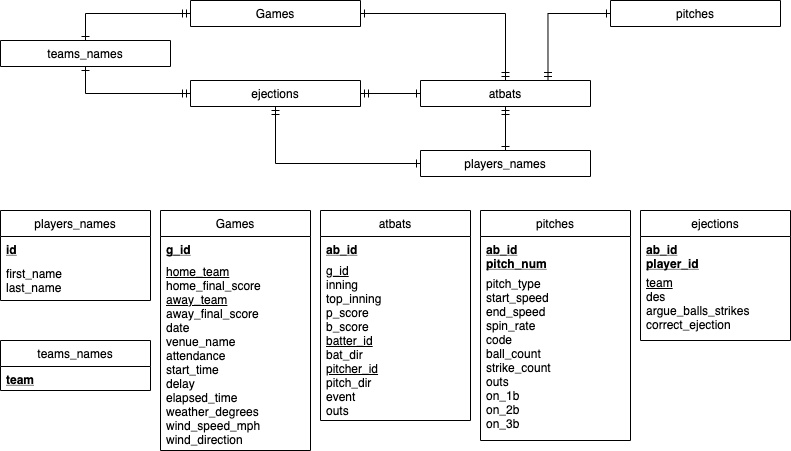 Games
pitches
teams_names
ejections
atbats
players_names
players_names
id
first_name
last_name
teams_names
team
Games
g_id
home_team
home_final_score
away_team
away_final_score
date
venue_name
attendance
start_time
delay
elapsed_time
weather_degrees
wind_speed_mph
wind_direction
atbats
ab_id
g_id
inning
top_inning
p_score
b_score
batter_id
bat_dir
pitcher_id
pitch_dir
event
outs
pitches
ab_id
pitch_num
pitch_type
start_speed
end_speed
spin_rate
code
ball_count
strike_count
outs
on_1b
on_2b
on_3b
ejections
ab_id
player_id
team
des
argue_balls_strikes
correct_ejection